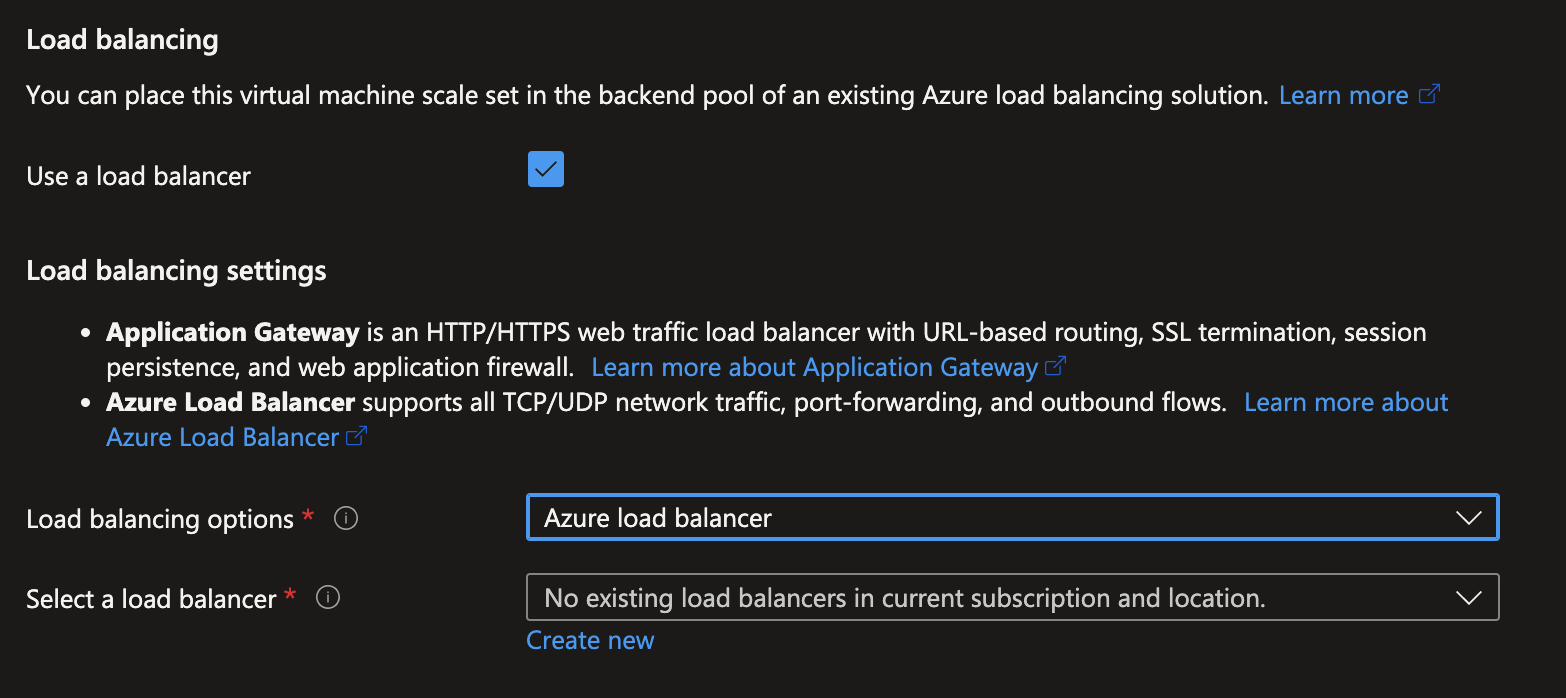 Load balancing
You can place this virtual machine scale set in the backend pool of an existing Azure load balancing solution. Learn more
Use a load balancer
Load balancing settings
• Application Gateway is an HTTP/HTTPS web traffic load balancer with URL-based routing, SSL termination, session
persistence, and web application firewall. Learn more about Application Gateway
• Azure Load Balancer supports all TCP/UDP network traffic, port-forwarding, and outbound flows. Learn more about
Azure Load Balancer
Load balancing options * Azure load balancer
Select a load balancer * No existing load balancers in current subscription and location.
Create new